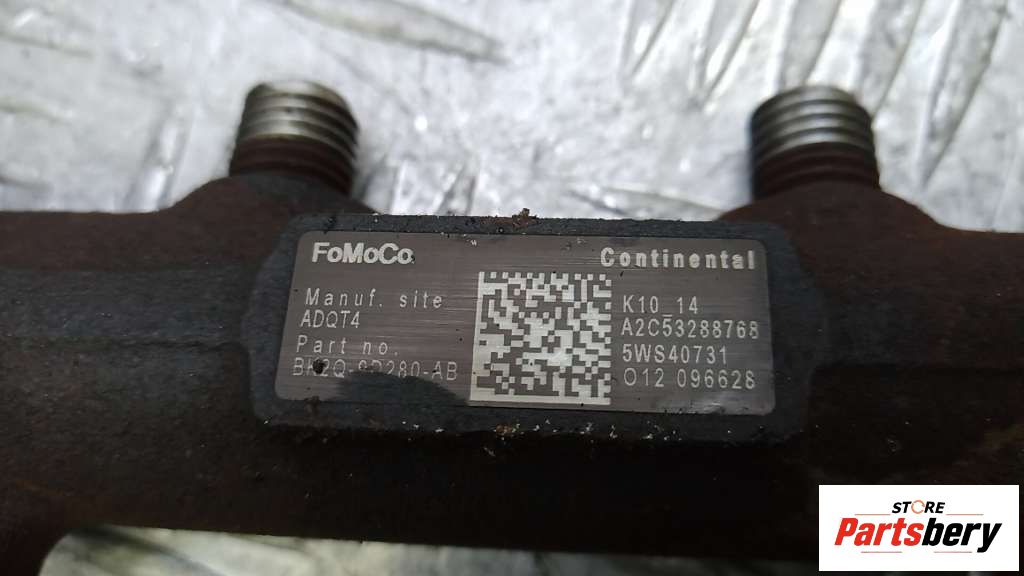 FoMoCo
Manuf. site
ADQT4
Part no.
Continental
K10_14
A2C53288768
5WS40731
O12 096628
STORE
Partsbery